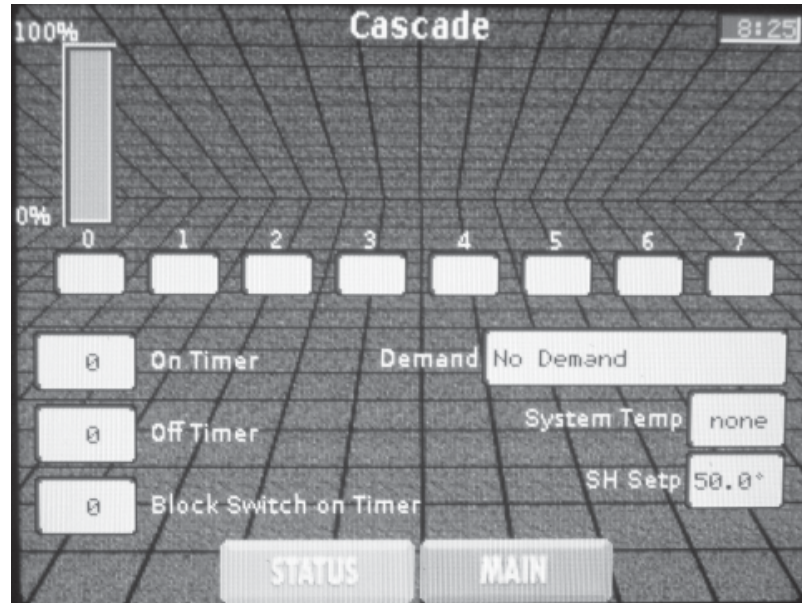 Cascade
8:25
100%
0%
0 1 2 3 4 5 6 7
0 On Timer
Demand No Demand
0 Off Timer
System Temp none
0 Block Switch on Timer
SH Setp 50.0°
STATUS MAIN